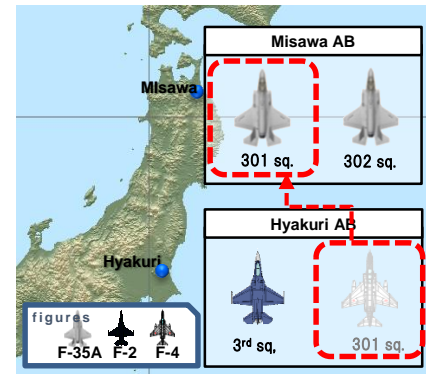 Misawa AB
MIsawa
301 sq.
302 sq.
Hyakuri AB
Hyakuri
3rd sq,
301 sq.
figures
F-35A F-2 F-4